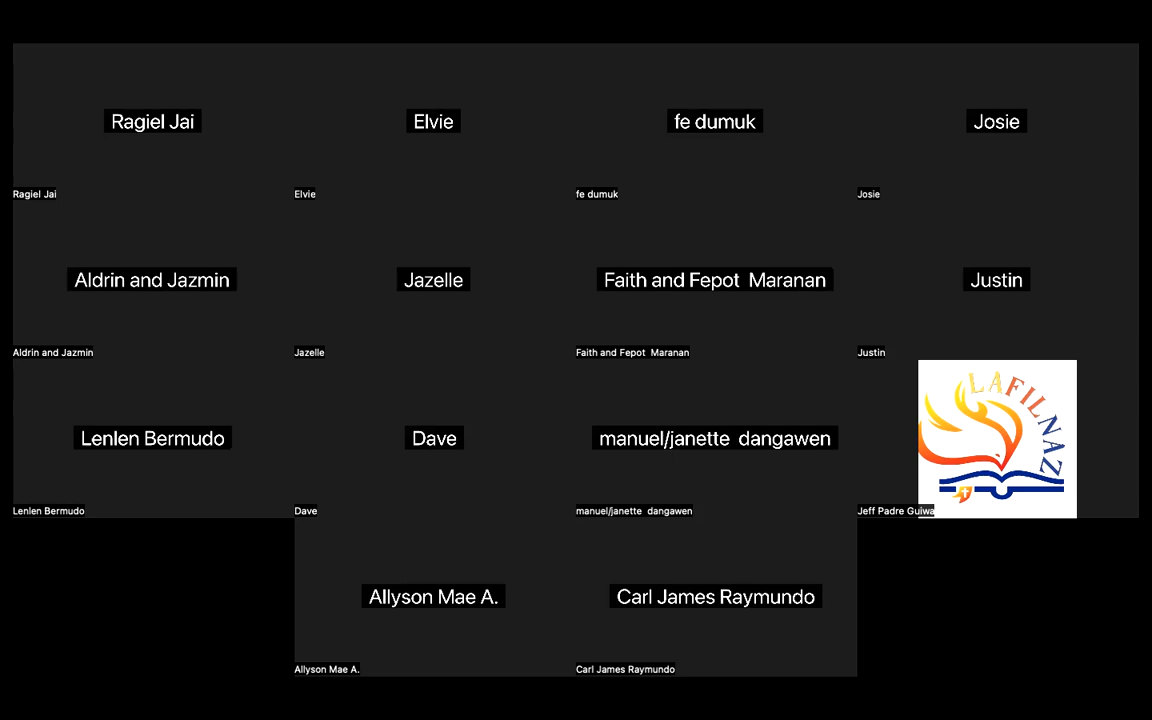 Ragiel Jai
Elvie
fe dumuk
Josie
Ragiel Jai
Elvie
fe dumuk
Josie
Aldrin and Jazmin
Jazelle
Faith and Fepot  Maranan
Justin
Aldrin and Jazmin
Jazelle
Faith and Fepot  Maranan
Justin
Lenlen Bermudo
Dave
manuel/janette  dangawen
LAFILNAZ
Lenlen Bermudo
Dave
manuel/janette  dangawen
Jeff Padre Guiwa
Allyson Mae A.
Carl James Raymundo
Allyson Mae A.
Carl James Raymundo